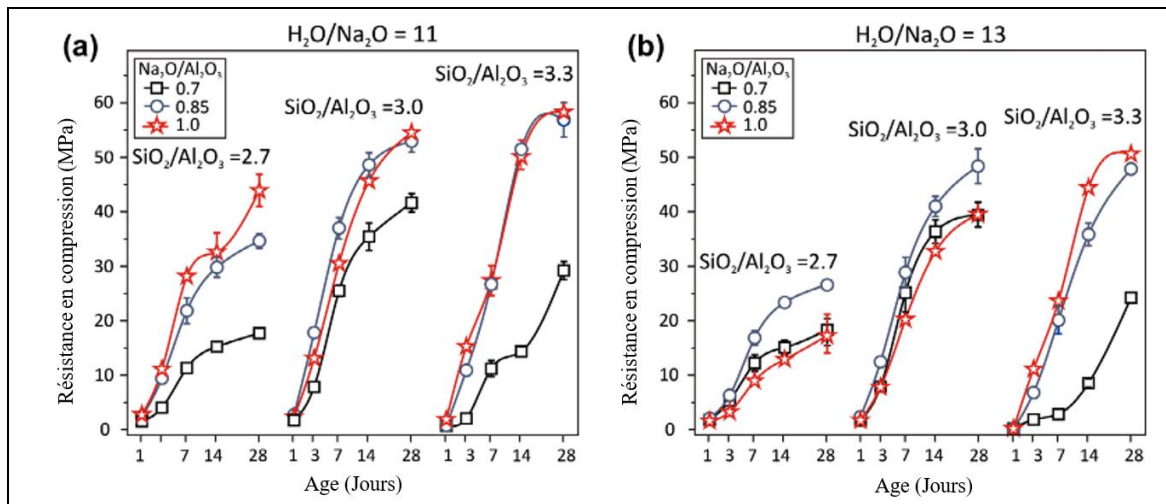 (a)
H₂O/Na₂O = 11
Na₂O/Al₂O₃
0.7
0.85
1.0
SiO₂/Al₂O₃ =2.7
SiO₂/Al₂O₃ =3.0
SiO₂/Al₂O₃ =3.3
Résistance en compression (MPa)
60
50
40
30
20
10
0
1 7 14 28 1 3 7 14 28 1 3 7 14 28
Age (Jours)
(b)
H₂O/Na₂O = 13
Na₂O/Al₂O₃
0.7
0.85
1.0
SiO₂/Al₂O₃ =2.7
SiO₂/Al₂O₃ =3.0
SiO₂/Al₂O₃ =3.3
Résistance en compression (MPa)
60
50
40
30
20
10
0
1 3 7 14 28 1 3 7 14 28 1 3 7 14 28
Age (Jours)